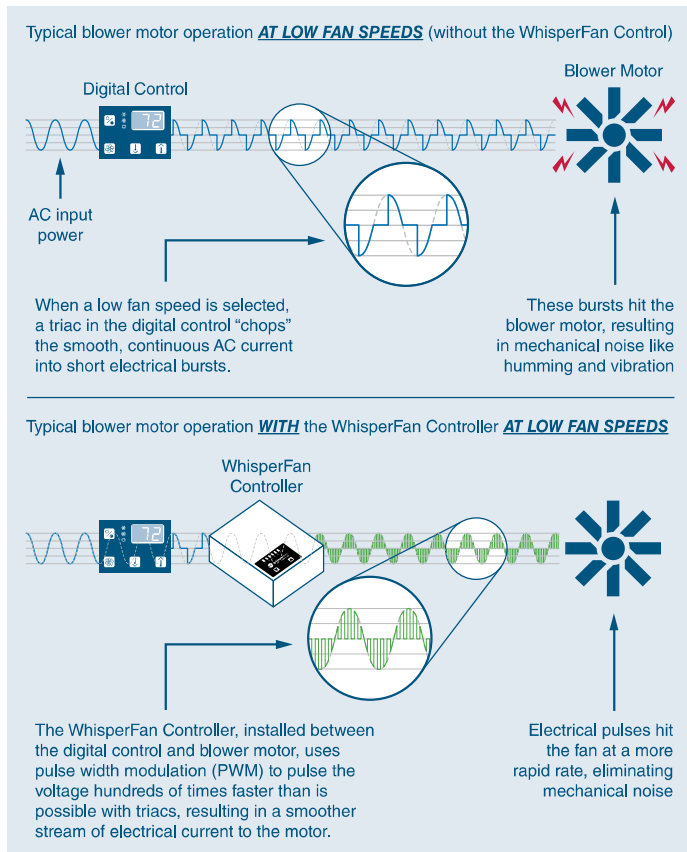 Typical blower motor operation AT LOW FAN SPEEDS (without the WhisperFan Control)
Digital Control
Blower Motor
72
AC input
power
When a low fan speed is selected,
a triac in the digital control “chops”
the smooth, continuous AC current
into short electrical bursts.
These bursts hit the
blower motor, resulting
in mechanical noise like
humming and vibration
Typical blower motor operation WITH the WhisperFan Controller AT LOW FAN SPEEDS
WhisperFan
Controller
72
The WhisperFan Controller, installed between
the digital control and blower motor, uses
pulse width modulation (PWM) to pulse the
voltage hundreds of times faster than is
possible with triacs, resulting in a smoother
stream of electrical current to the motor.
Electrical pulses hit
the fan at a more
rapid rate, eliminating
mechanical noise